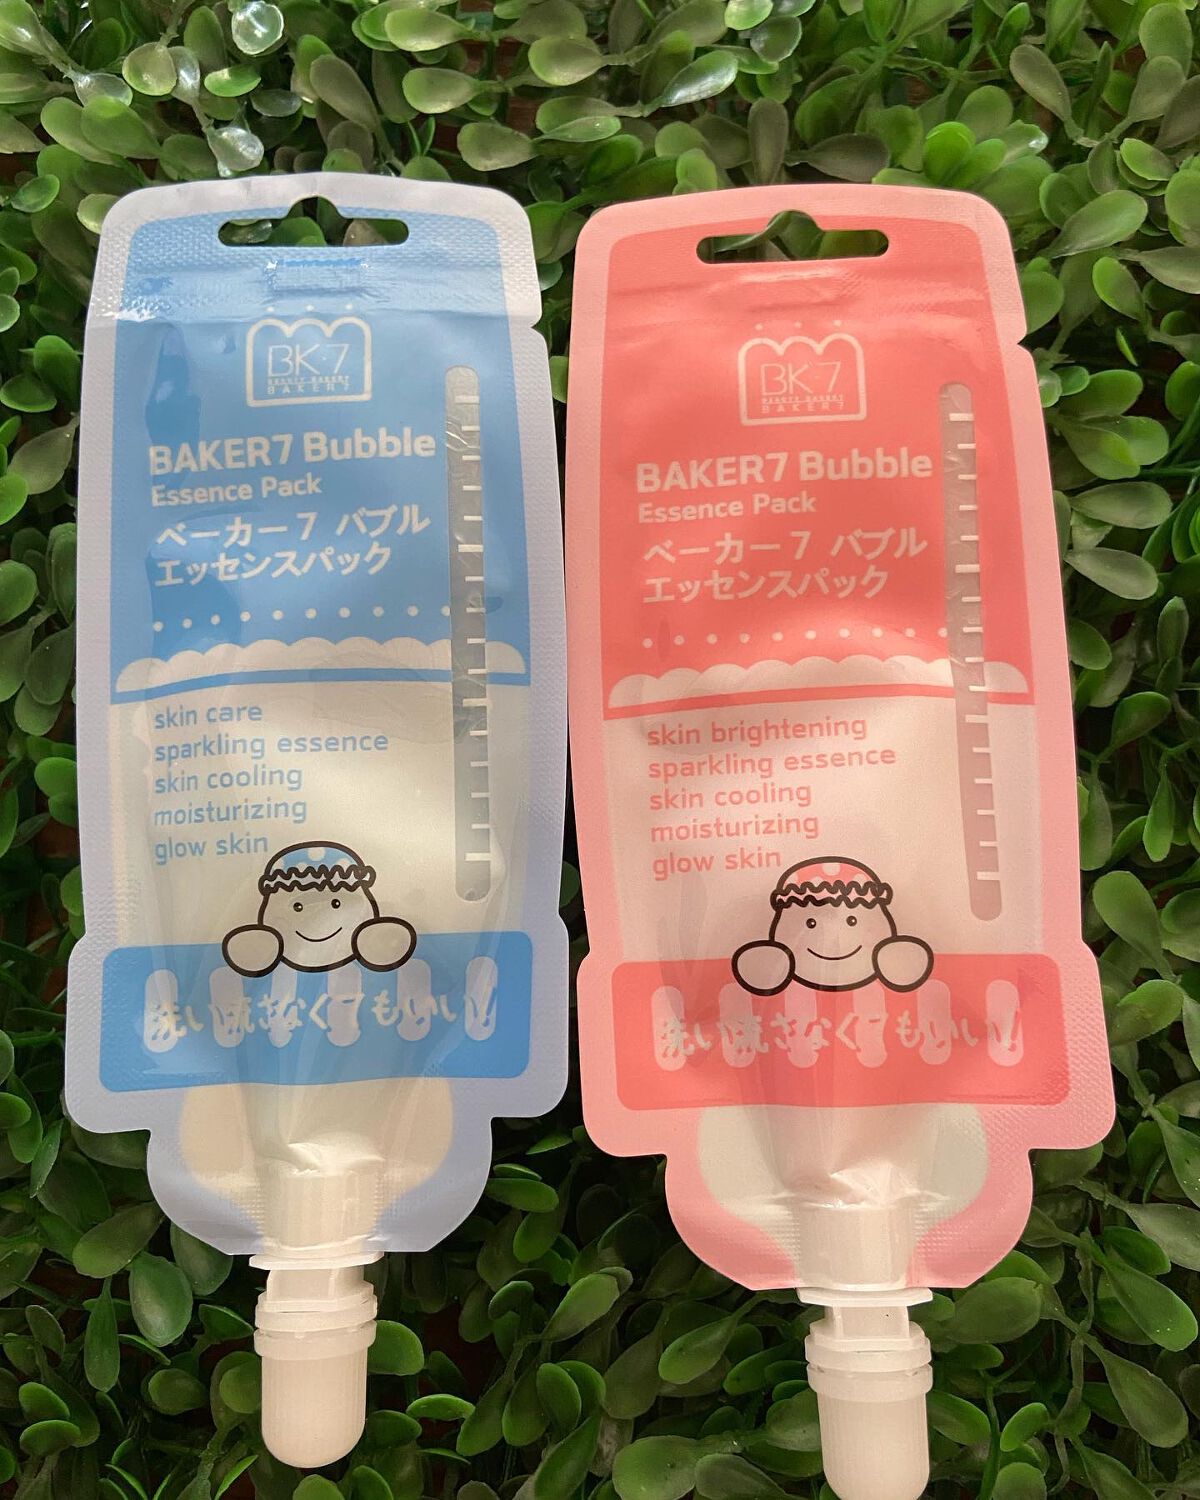 BK·7
BEAUTY BAKERY
BAKER7
BAKER7 Bubble
Essence Pack
ベーカー７ バブル
エッセンスパック
skin care
sparkling essence
skin cooling
moisturizing
glow skin
洗い流さなくてもいい!
BK·7
BEAUTY BAKERY
BAKER7
BAKER7 Bubble
Essence Pack
ベーカー７ バブル
エッセンスパック
skin brightening
sparkling essence
skin cooling
moisturizing
glow skin
洗い流さなくてもいい!